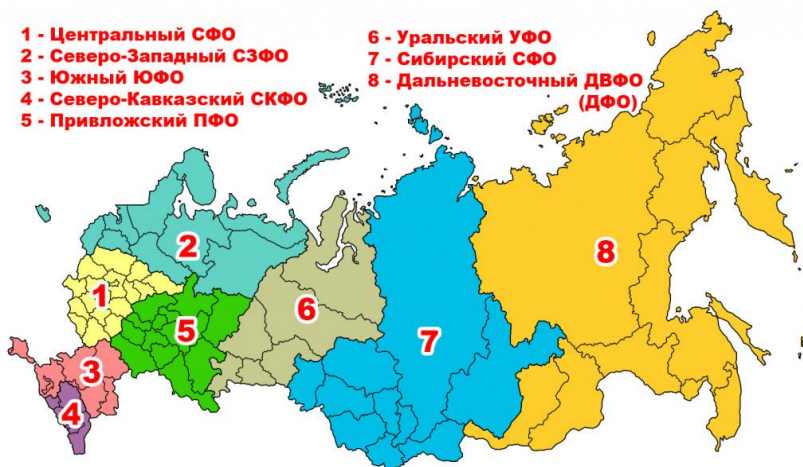 1 - Центральный СФО
2 - Северо-Западный СЗФО
3 - Южный ЮФО
4 - Северо-Кавказский СКФО
5 - Привложский ПФО
6 - Уральский УФО
7 - Сибирский СФО
8 - Дальневосточный ДВФО
(ДФО)
2
1
5
6
8
7
3
4